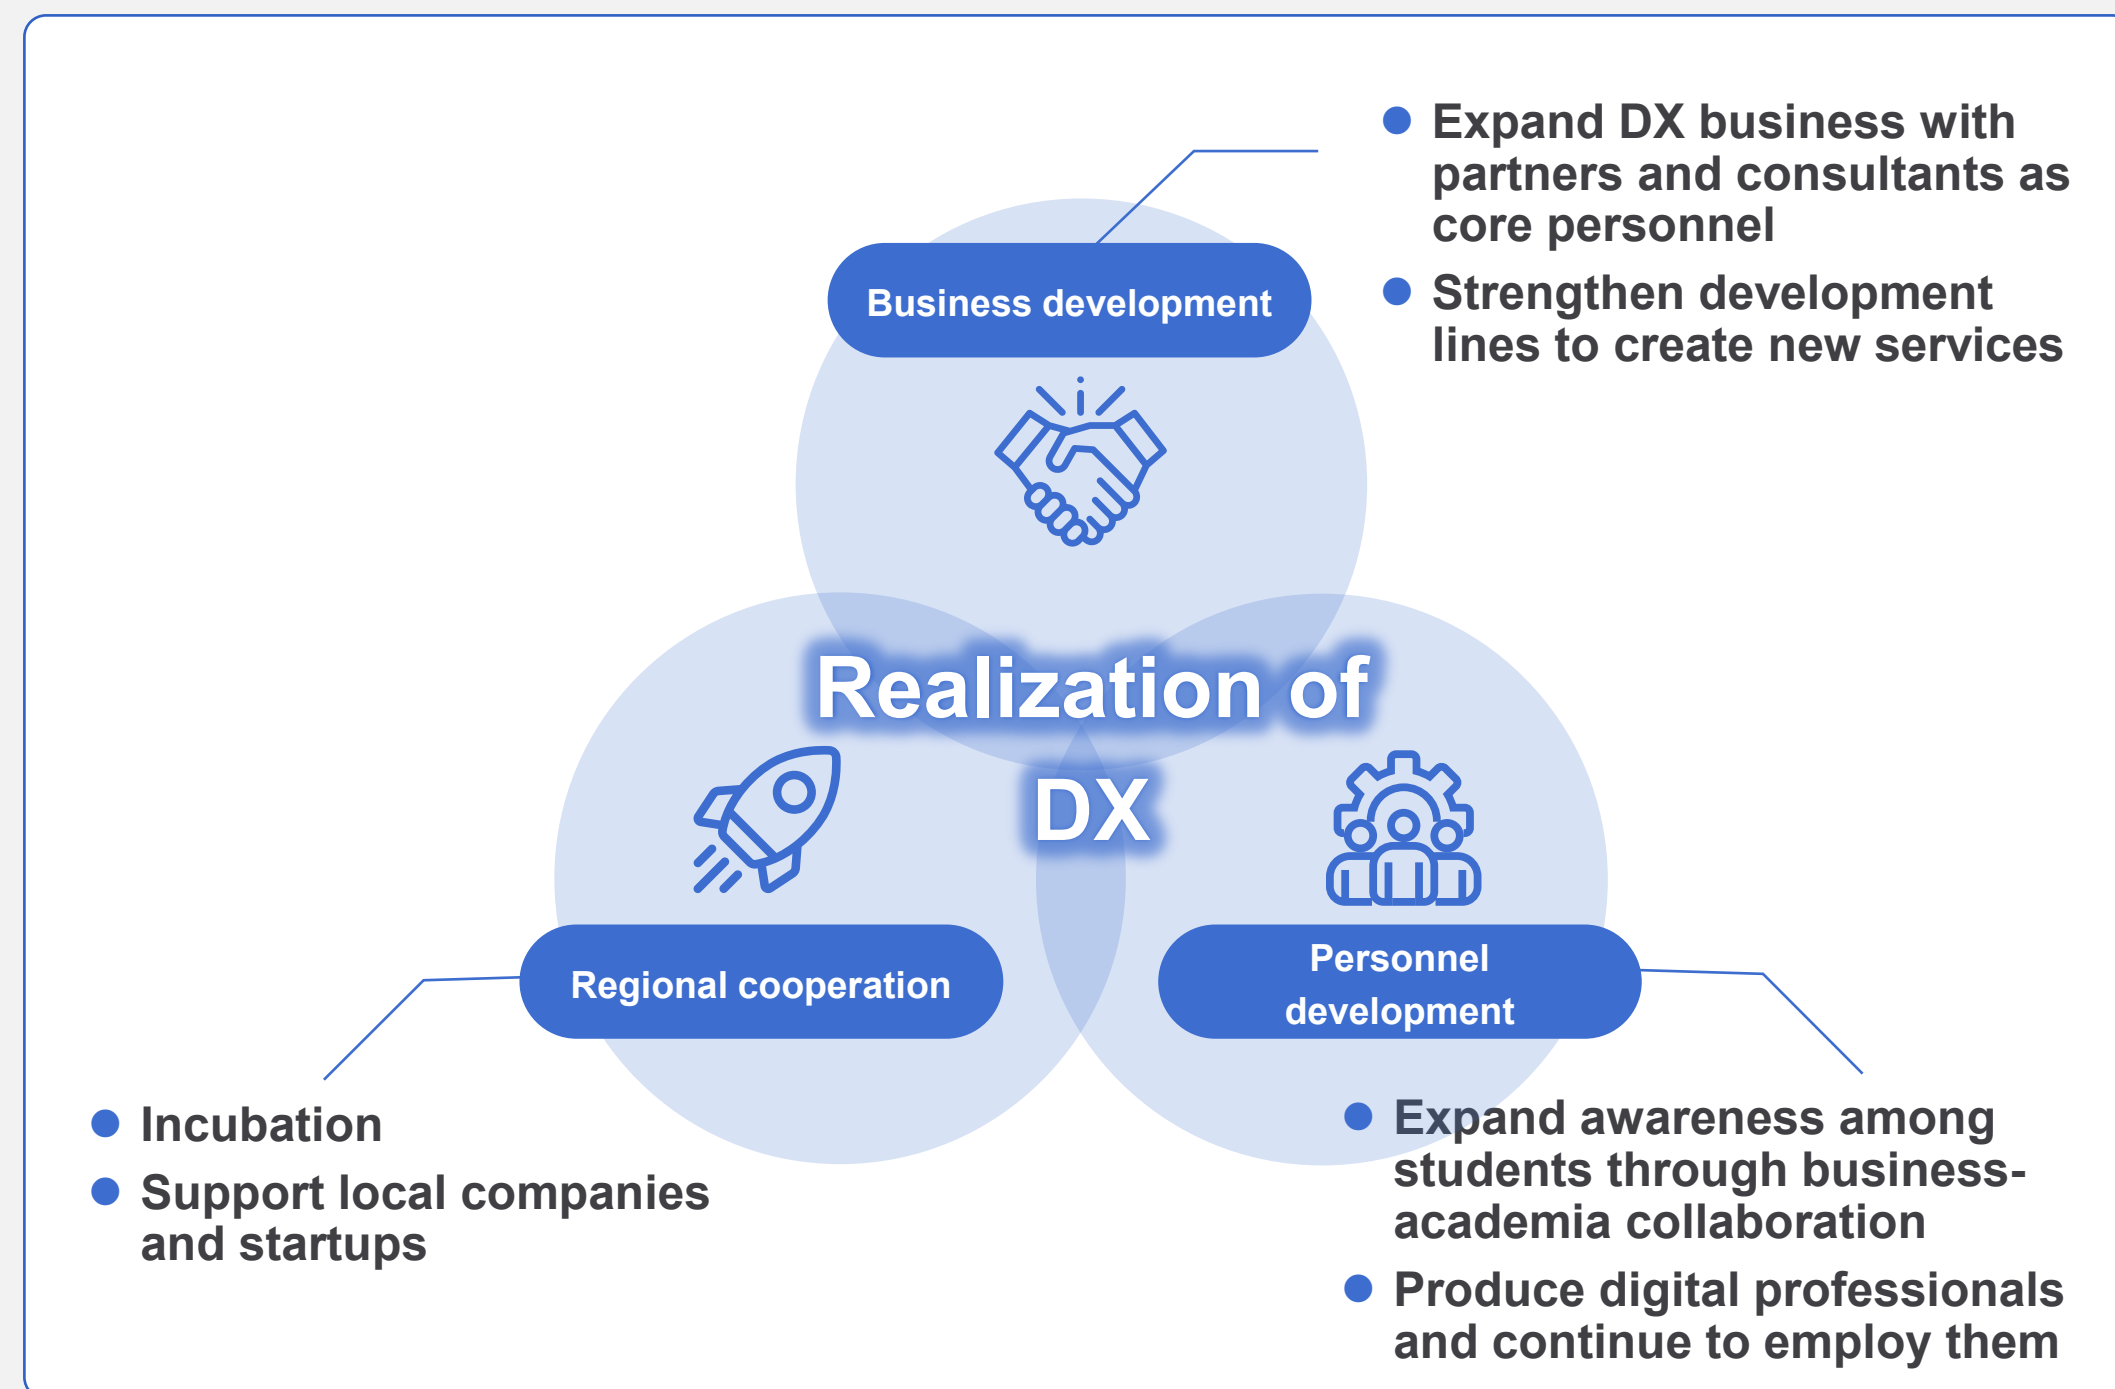 Expand DX business with
partners and consultants as
core personnel
Strengthen development
lines to create new services
Business development
Realization of
DX
Regional cooperation
Personnel
development
Incubation
Support local companies
and startups
Expand awareness among
students through business-
academia collaboration
Produce digital professionals
and continue to employ them